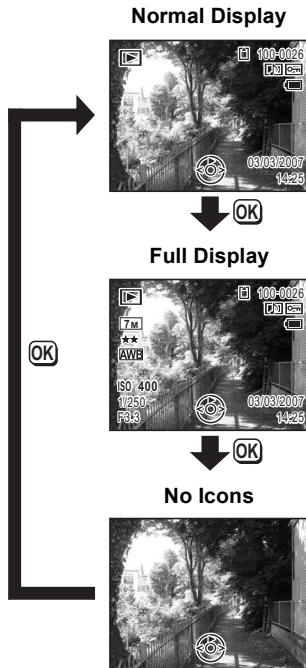 Normal Display
100-0026
03/03/2007
14:25
OK
Full Display
100-0026
7M
AWB
ISO 400
1/250
F3.3
03/03/2007
14:25
OK
OK
No Icons